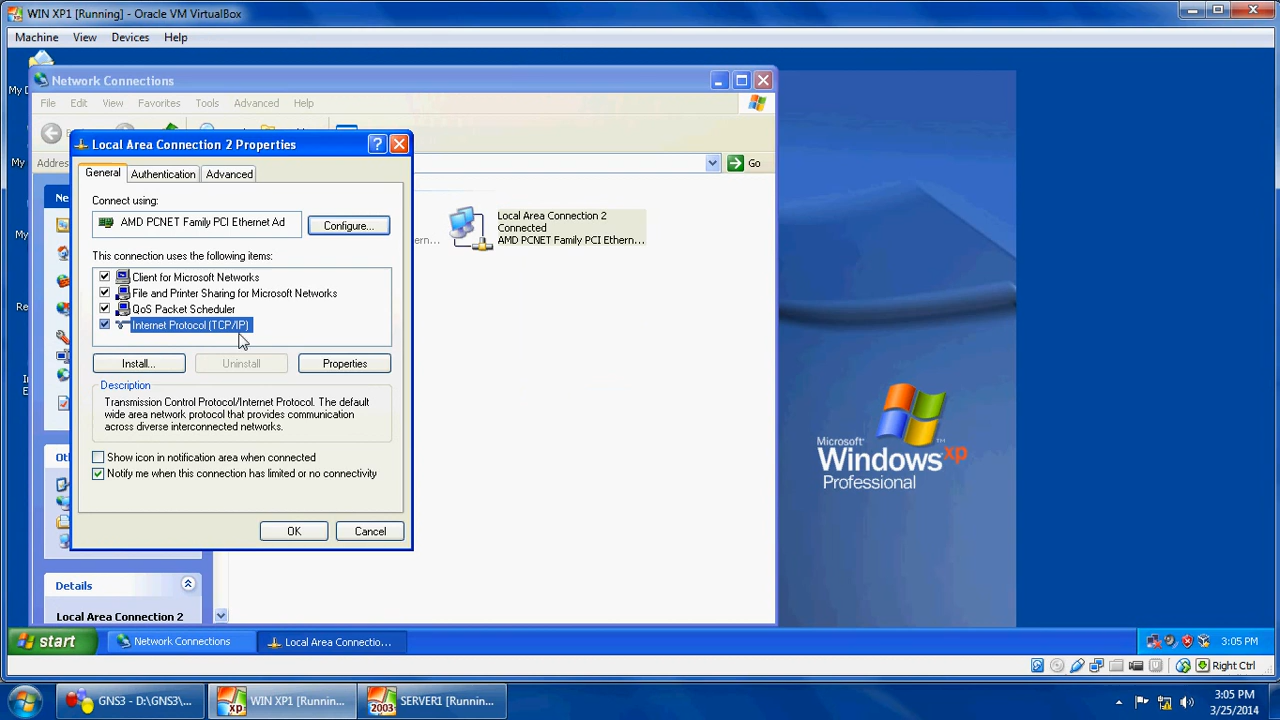 WIN XP1 [Running] - Oracle VM VirtualBox
Machine View Devices Help
Network Connections
File Edit View Favorites Tools Advanced Help
Address
Go
Local Area Connection 2 Properties
General Authentication Advanced
Connect using:
AMD PCNET Family PCI Ethernet Ad
Configure...
This connection uses the following items:
Client for Microsoft Networks
File and Printer Sharing for Microsoft Networks
QoS Packet Scheduler
Internet Protocol (TCP/IP)
Install... Uninstall Properties
Description
Transmission Control Protocol/Internet Protocol. The default
wide area network protocol that provides communication
across diverse interconnected networks.
Show icon in notification area when connected
Notify me when this connection has limited or no connectivity
OK Cancel
Local Area Connection 2
Connected
AMD PCNET Family PCI Ethern...
Details
Local Area Connection 2
Microsoft
Windows xp
Professional
start Network Connections Local Area Connectio... 3:05 PM
Right Ctrl
GNS3 - D:\GNS3\... WIN XP1 [Runnin... SERVER1 [Runnin...
3:05 PM
3/25/2014